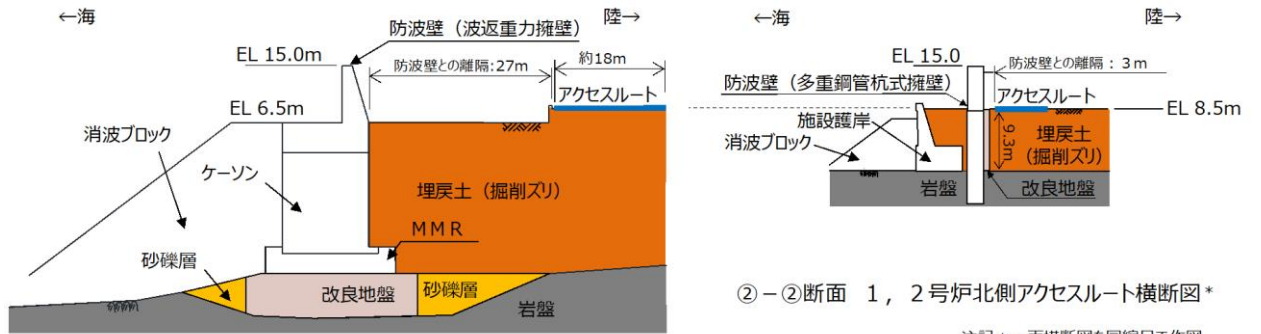 ←海
陸→
防波壁（波返重力擁壁）
EL 15.0m
防波壁との離隔:27m
約18m
アクセスルート
EL 6.5m
消波ブロック
ケーソン
埋戻土（掘削ズリ）
MMR
砂礫層
改良地盤
砂礫層
岩盤
←海
陸→
EL 15.0
防波壁との離隔：3m
防波壁（多重鋼管杭式擁壁）
アクセスルート
EL 8.5m
施設護岸
消波ブロック
9.3m
埋戻土
（掘削ズリ）
岩盤
改良地盤
②－②断面 1，2号炉北側アクセスルート横断図*